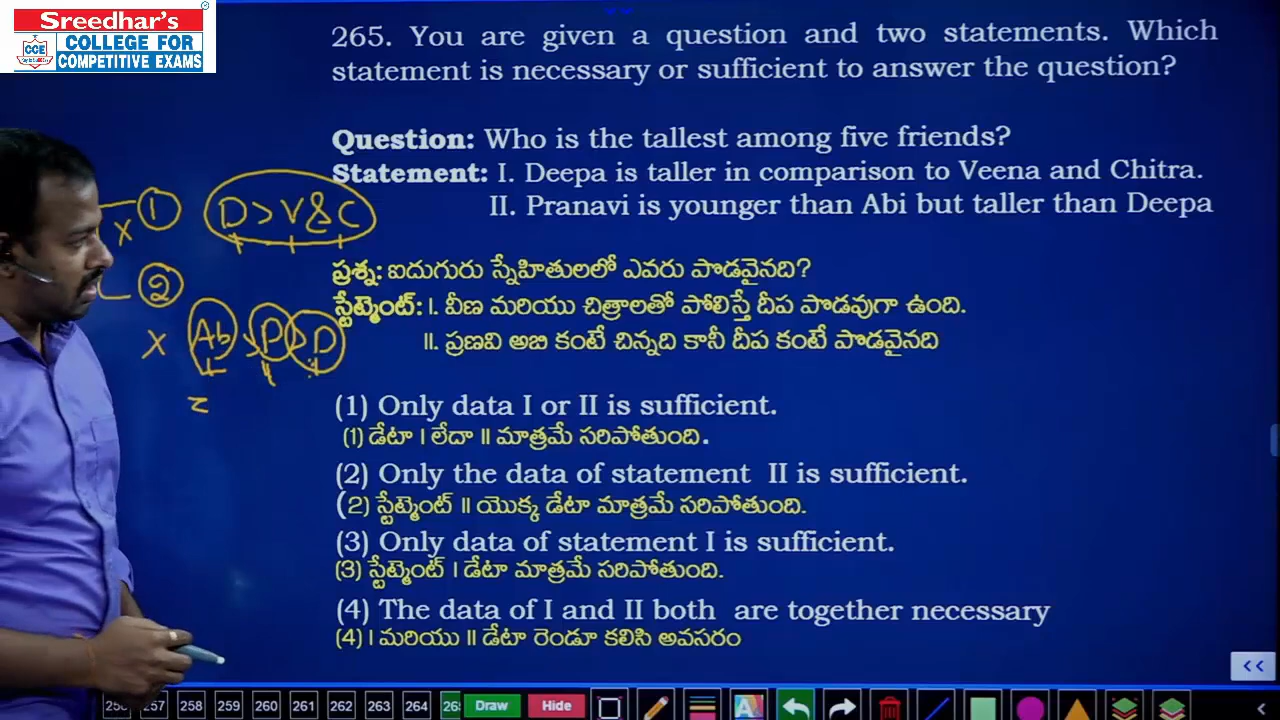 Sreedhar's
CCE
COLLEGE FOR
COMPETITIVE EXAMS
265. You are given a question and two statements. Which
statement is necessary or sufficient to answer the question?
Question: Who is the tallest among five friends?
Statement: I. Deepa is taller in comparison to Veena and Chitra.
II. Pranavi is younger than Abi but taller than Deepa
x 1 D > V & C
2
x Ab > P > D
ప్రశ్న: ఐదుగురు స్నేహితులలో ఎవరు పొడవైనది?
స్టేట్మెంట్: I. వీణ మరియు చిత్రాలతో పోలిస్తే దీప పొడవుగా ఉంది.
II. ప్రణవి అబి కంటే చిన్నది కానీ దీప కంటే పొడవైనది
(1) Only data I or II is sufficient.
(1) డేటా I లేదా II మాత్రమే సరిపోతుంది.
(2) Only the data of statement II is sufficient.
(2) స్టేట్మెంట్ II యొక్క డేటా మాత్రమే సరిపోతుంది.
(3) Only data of statement I is sufficient.
(3) స్టేట్మెంట్ I డేటా మాత్రమే సరిపోతుంది.
(4) The data of I and II both are together necessary
(4) I మరియు II డేటా రెండూ కలిసి అవసరం
257 258 259 260 261 262 263 264 Draw Hide